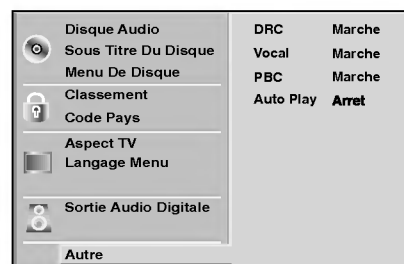 Disque Audio
Sous Titre Du Disque
Menu De Disque
Classement
Code Pays
Aspect TV
Langage Menu
Sortie Audio Digitale
Autre
DRC Marche
Vocal Marche
PBC Marche
Auto Play Arret